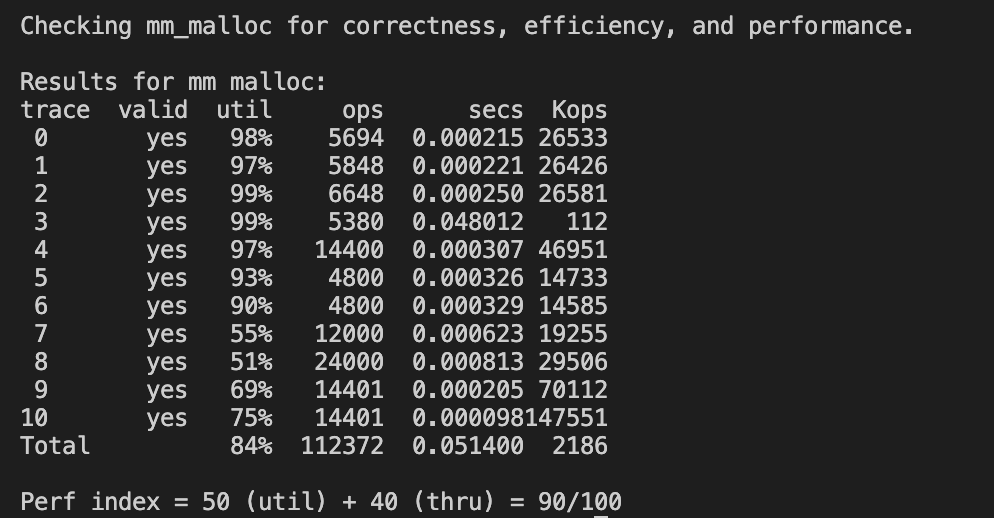 Checking mm_malloc for correctness, efficiency, and performance.
Results for mm malloc:
trace valid util ops secs Kops
0 yes 98% 5694 0.000215 26533
1 yes 97% 5848 0.000221 26426
2 yes 99% 6648 0.000250 26581
3 yes 99% 5380 0.048012 112
4 yes 97% 14400 0.000307 46951
5 yes 93% 4800 0.000326 14733
6 yes 90% 4800 0.000329 14585
7 yes 55% 12000 0.000623 19255
8 yes 51% 24000 0.000813 29506
9 yes 69% 14401 0.000205 70112
10 yes 75% 14401 0.000098147551
Total 84% 112372 0.051400 2186
Perf index = 50 (util) + 40 (thru) = 90/100